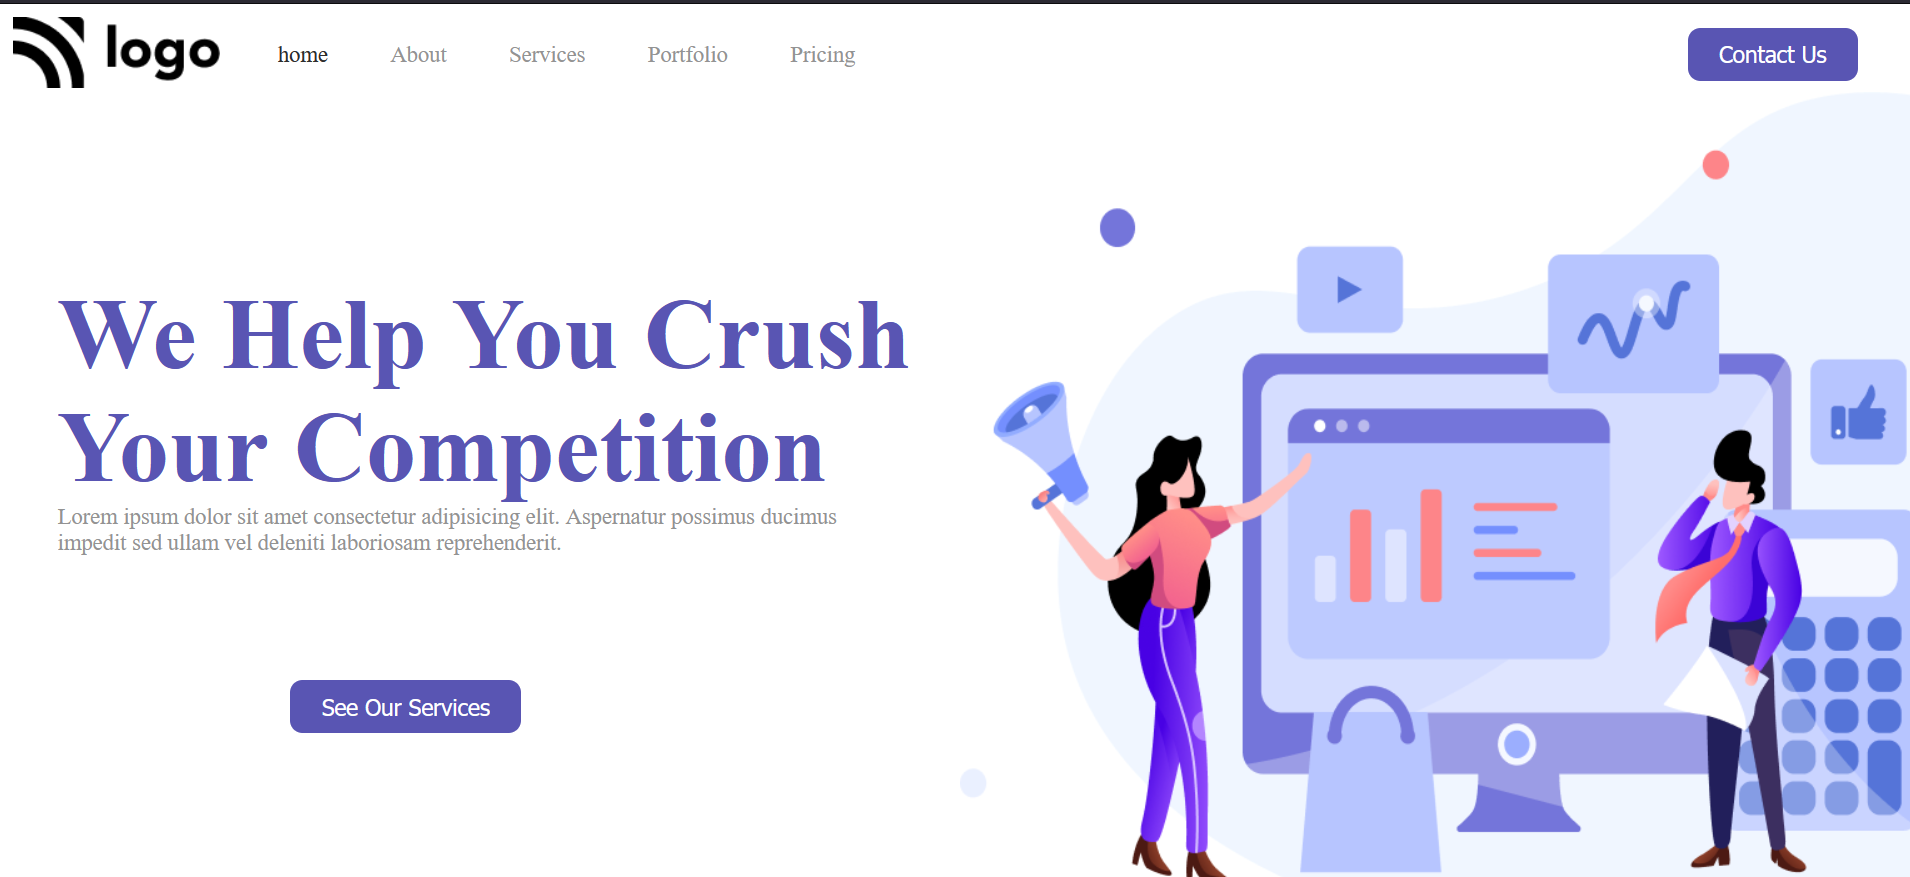 logo
home About Services Portfolio Pricing
Contact Us
We Help You Crush
Your Competition
Lorem ipsum dolor sit amet consectetur adipisicing elit. Aspernatur possimus ducimus
impedit sed ullam vel deleniti laboriosam reprehenderit.
See Our Services